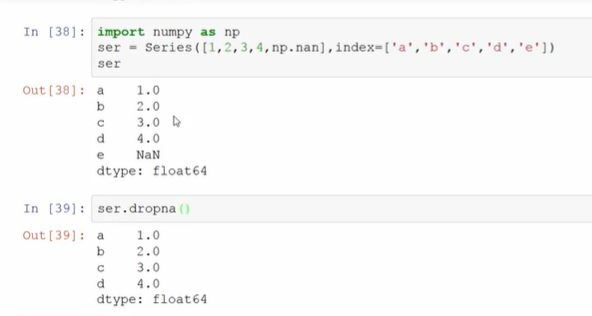 In [38]: import numpy as np
ser = Series([1,2,3,4,np.nan],index=['a','b','c','d','e'])
ser
Out[38]: a    1.0
b    2.0
c    3.0
d    4.0
e    NaN
dtype: float64
In [39]: ser.dropna()
Out[39]: a    1.0
b    2.0
c    3.0
d    4.0
dtype: float64